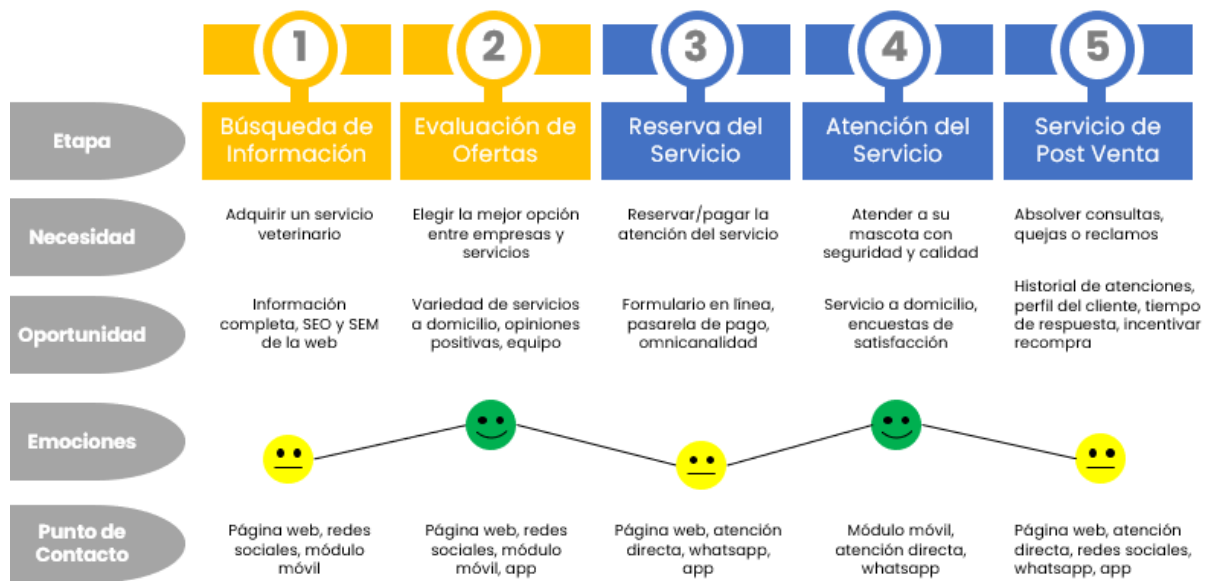 1
2
3
4
5
Etapa
Búsqueda de
Información
Evaluación de
Ofertas
Reserva del
Servicio
Atención del
Servicio
Servicio de
Post Venta
Necesidad
Adquirir un servicio
veterinario
Elegir la mejor opción
entre empresas y
servicios
Reservar/pagar la
atención del servicio
Atender a su
mascota con
seguridad y calidad
Absolver consultas,
quejas o reclamos
Oportunidad
Información
completa, SEO y SEM
de la web
Variedad de servicios
a domicilio, opiniones
positivas, equipo
Formulario en línea,
pasarela de pago,
omnicanalidad
Servicio a domicilio,
encuestas de
satisfacción
Historial de atenciones,
perfil del cliente, tiempo
de respuesta, incentivar
recompra
Emociones
Punto de
Contacto
Página web, redes
sociales, módulo
móvil
Página web, redes
sociales, módulo
móvil, app
Página web, atención
directa, whatsapp,
app
Módulo móvil,
atención directa,
whatsapp
Página web, atención
directa, redes sociales,
whatsapp, app